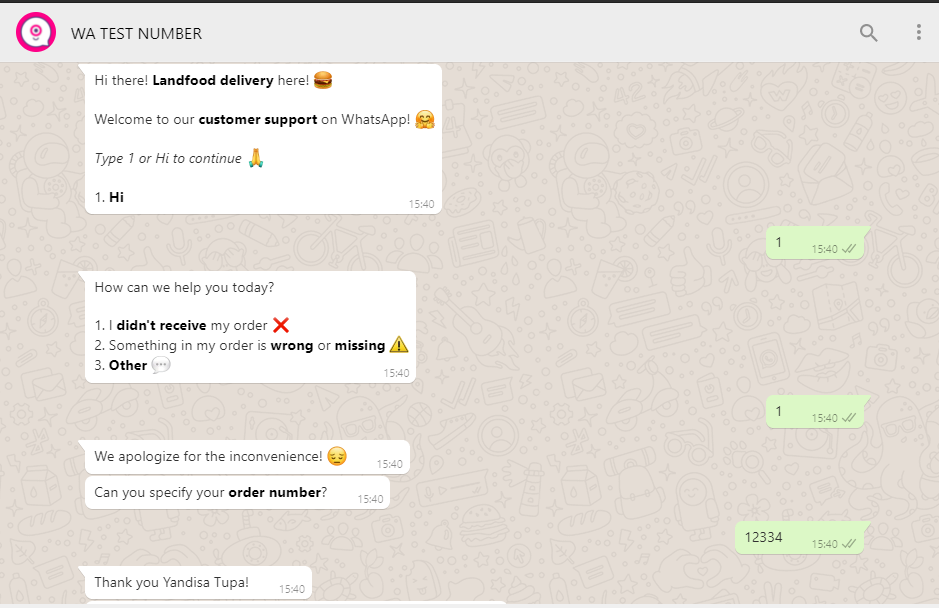 WA TEST NUMBER
Hi there! Landfood delivery here! 🍔
Welcome to our customer support on WhatsApp! 🤗
Type 1 or Hi to continue 🙏
1. Hi
15:40
1
15:40
How can we help you today?
1. I didn't receive my order ❌
2. Something in my order is wrong or missing ⚠️
3. Other 💬
15:40
1
15:40
We apologize for the inconvenience! 😔
15:40
Can you specify your order number?
15:40
12334
15:40
Thank you Yandisa Tupa!
15:40